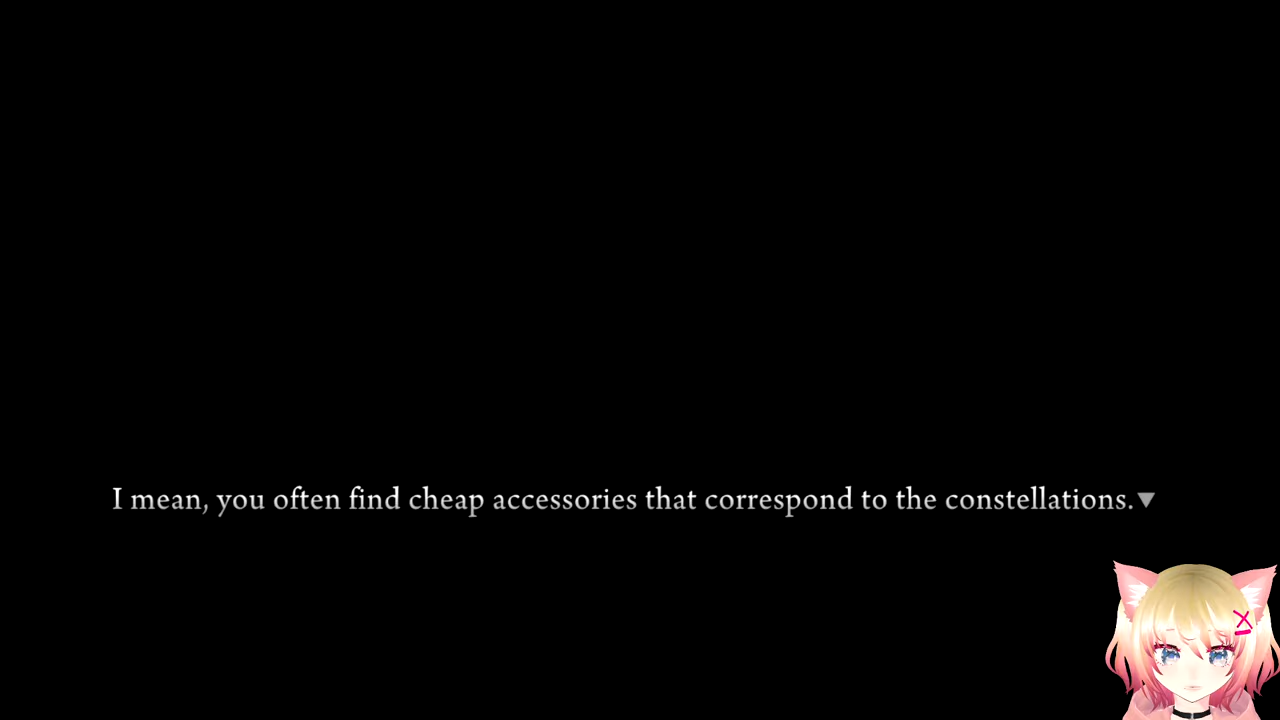 I mean, you often find cheap accessories that correspond to the constellations.